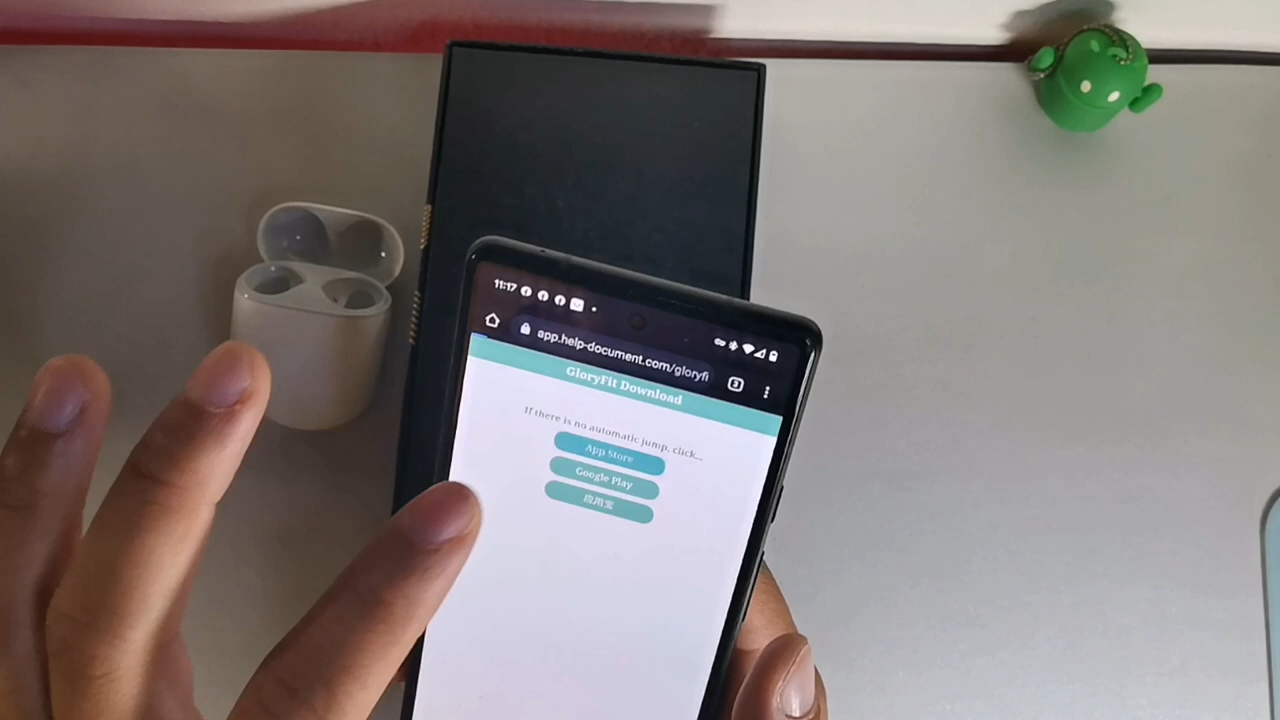 11:17
app.help-document.com/gloryfi
3
GloryFit Download
If there is no automatic jump, click...
App Store
Google Play
应用宝